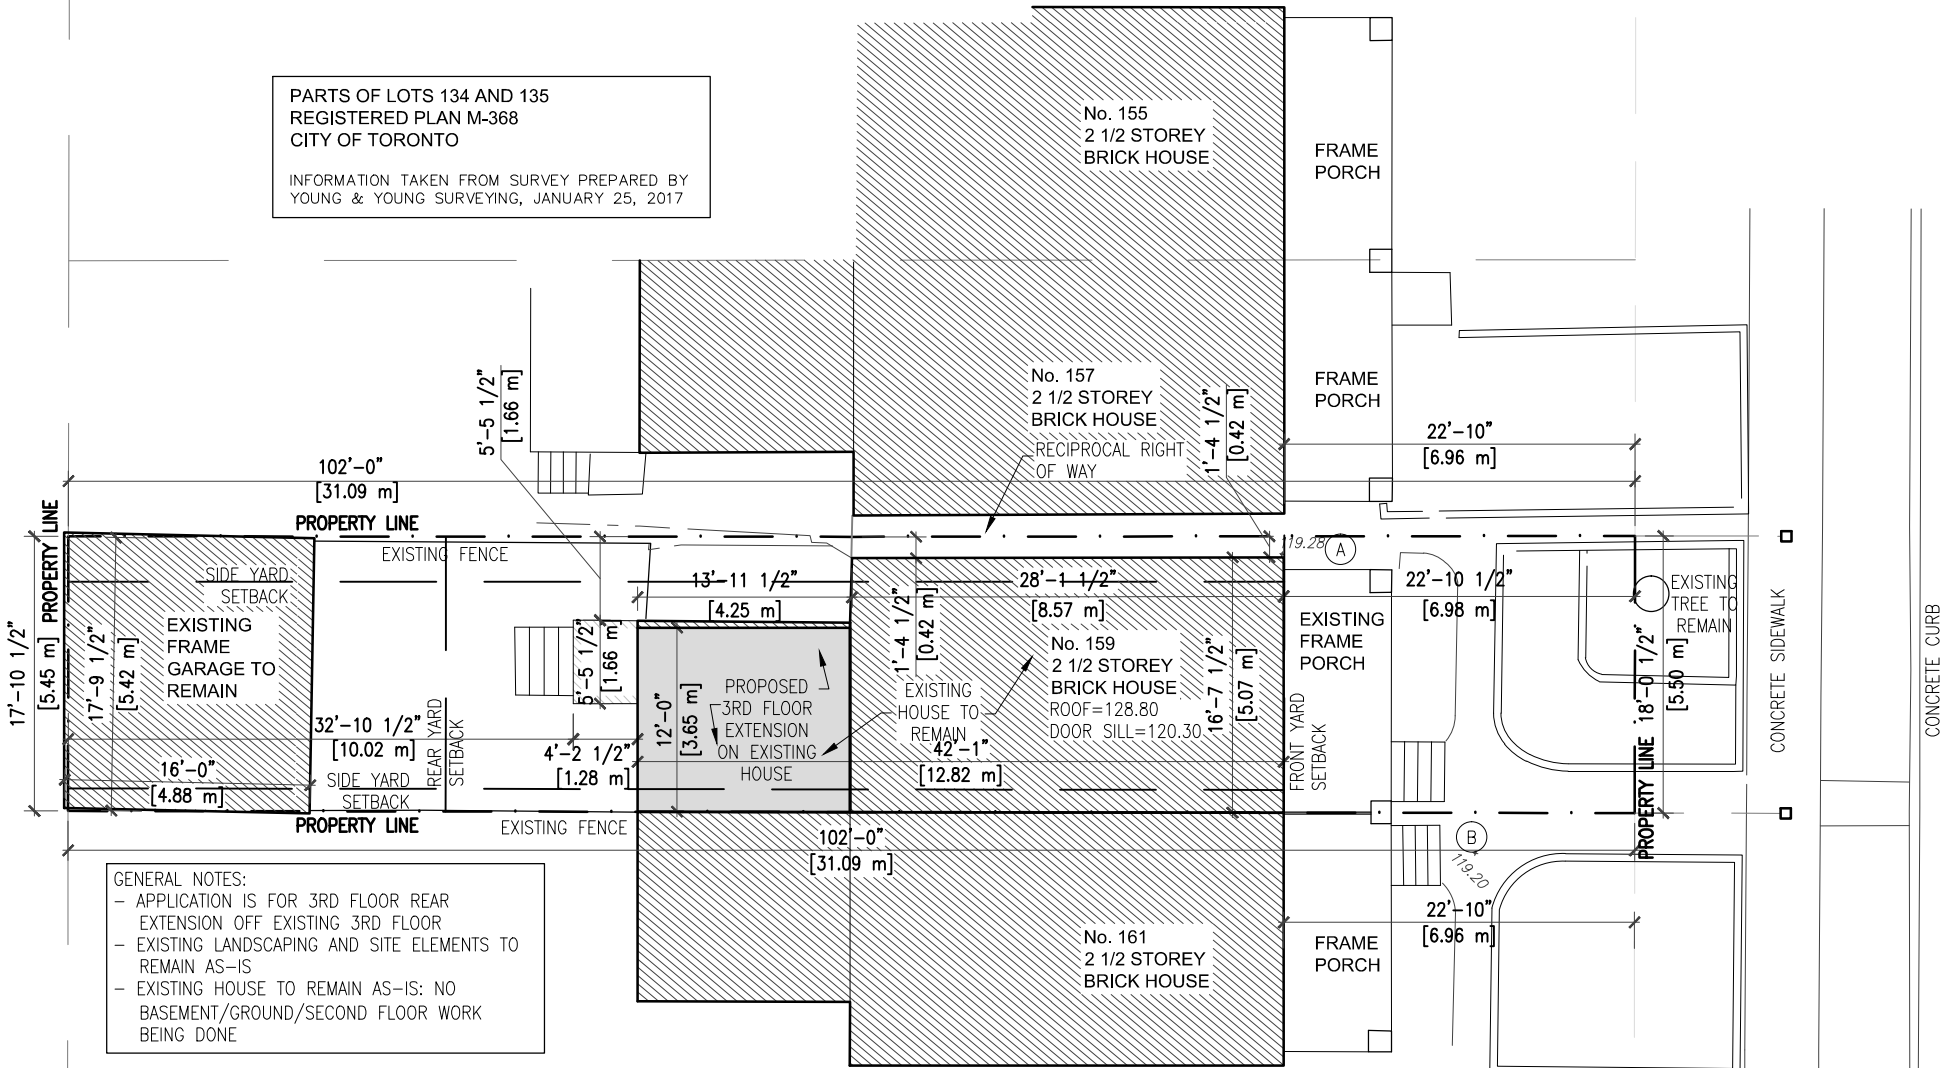 PARTS OF LOTS 134 AND 135
REGISTERED PLAN M-368
CITY OF TORONTO
INFORMATION TAKEN FROM SURVEY PREPARED BY
YOUNG & YOUNG SURVEYING, JANUARY 25, 2017
No. 155
2 1/2 STOREY
BRICK HOUSE
FRAME
PORCH
No. 157
2 1/2 STOREY
BRICK HOUSE
FRAME
PORCH
RECIPROCAL RIGHT
OF WAY
5'-5 1/2"
[1.66 m]
1'-4 1/2"
[0.42 m]
22'-10"
[6.96 m]
102'-0"
[31.09 m]
PROPERTY LINE
EXISTING FENCE
PROPERTY LINE
17'-10 1/2"
[5.45 m]
17'-9 1/2"
[5.42 m]
SIDE YARD
SETBACK
EXISTING
FRAME
GARAGE TO
REMAIN
13'-11 1/2"
[4.25 m]
28'-1 1/2"
[8.57 m]
22'-10 1/2"
[6.98 m]
119.28
A
EXISTING
TREE TO
REMAIN
5'-5 1/2"
[1.66 m]
1'-4 1/2"
[0.42 m]
12'-0"
[3.65 m]
PROPOSED
3RD FLOOR
EXTENSION
ON EXISTING
HOUSE
EXISTING
HOUSE TO
REMAIN
No. 159
2 1/2 STOREY
BRICK HOUSE
ROOF=128.80
DOOR SILL=120.30
16'-7 1/2"
[5.07 m]
EXISTING
FRAME
PORCH
FRONT YARD
SETBACK
18'-0 1/2"
[5.50 m]
PROPERTY LINE
CONCRETE SIDEWALK
CONCRETE CURB
32'-10 1/2"
[10.02 m]
REAR YARD
SETBACK
4'-2 1/2"
[1.28 m]
42'-1"
[12.82 m]
16'-0"
[4.88 m]
SIDE YARD
SETBACK
PROPERTY LINE
EXISTING FENCE
102'-0"
[31.09 m]
B
119.20
22'-10"
[6.96 m]
No. 161
2 1/2 STOREY
BRICK HOUSE
FRAME
PORCH
GENERAL NOTES:
– APPLICATION IS FOR 3RD FLOOR REAR
EXTENSION OFF EXISTING 3RD FLOOR
– EXISTING LANDSCAPING AND SITE ELEMENTS TO
REMAIN AS–IS
– EXISTING HOUSE TO REMAIN AS–IS: NO
BASEMENT/GROUND/SECOND FLOOR WORK
BEING DONE